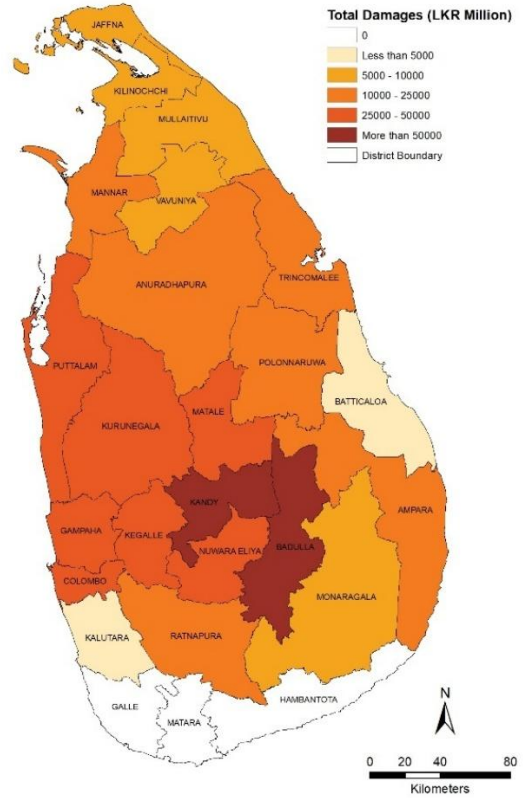 Total Damages (LKR Million)
0
Less than 5000
5000 - 10000
10000 - 25000
25000 - 50000
More than 50000
District Boundary
JAFFNA
KILINOCHCHI
MULLAITIVU
MANNAR
VAVUNIYA
ANURADHAPURA
TRINCOMALEE
PUTTALAM
POLONNARUWA
BATTICALOA
KURUNEGALA
MATALE
KANDY
AMPARA
GAMPAHA
KEGALLE
NUWARA ELIYA
BADULLA
COLOMBO
MONARAGALA
KALUTARA
RATNAPURA
GALLE
MATARA
HAMBANTOTA
N
0 20 40 80
Kilometers